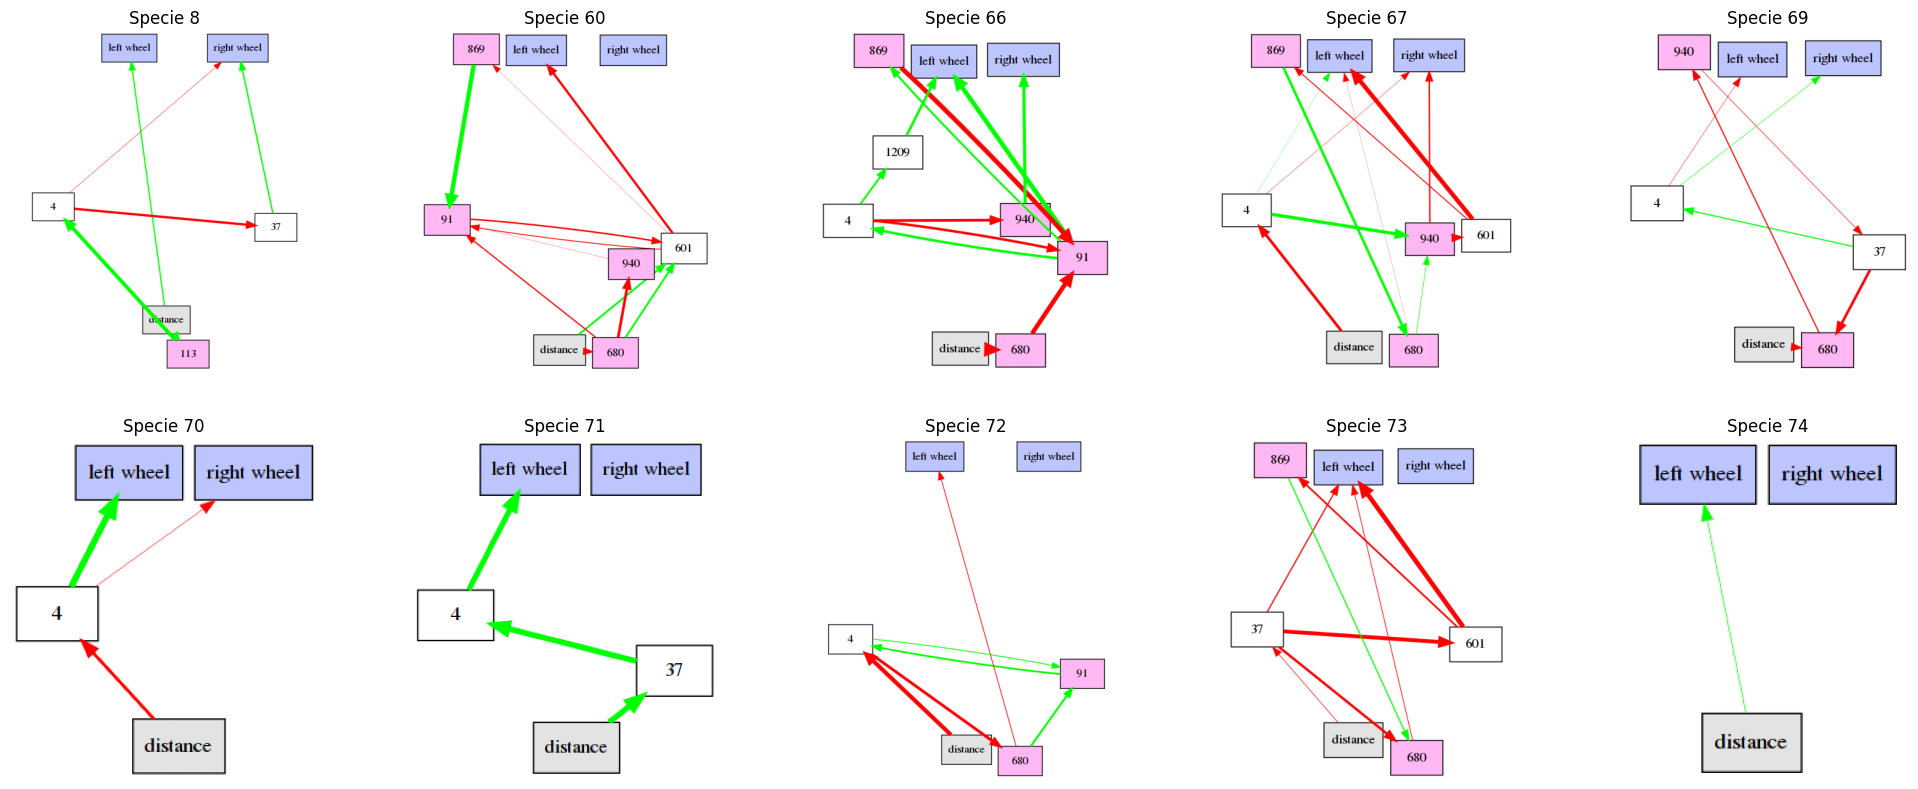 Specie 8
left wheel
right wheel
4
37
distance
113
Specie 60
869
left wheel
right wheel
91
601
940
distance
680
Specie 66
869
left wheel
right wheel
1209
4
940
91
distance
680
Specie 67
869
left wheel
right wheel
4
940
601
distance
680
Specie 69
940
left wheel
right wheel
4
37
distance
680
Specie 70
left wheel
right wheel
4
distance
Specie 71
left wheel
right wheel
4
37
distance
Specie 72
left wheel
right wheel
4
91
distance
680
Specie 73
869
left wheel
right wheel
37
601
distance
680
Specie 74
left wheel
right wheel
distance